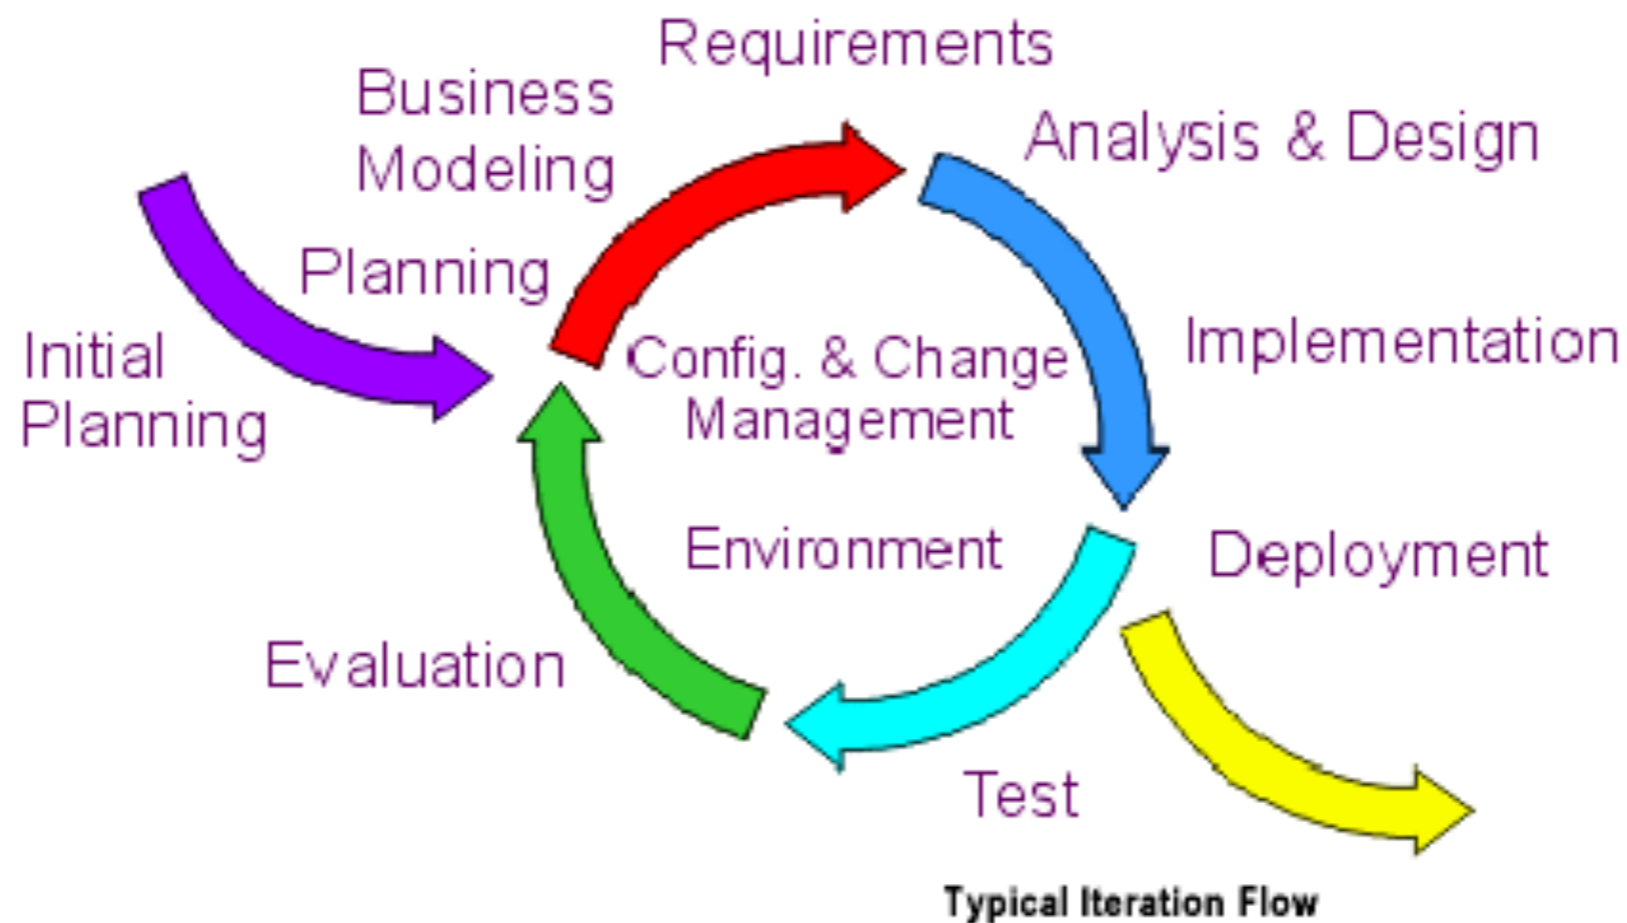 Requirements
Business
Modeling
Analysis & Design
Planning
Initial
Planning
Config. & Change
Management
Implementation
Environment
Deployment
Evaluation
Test
Typical Iteration Flow